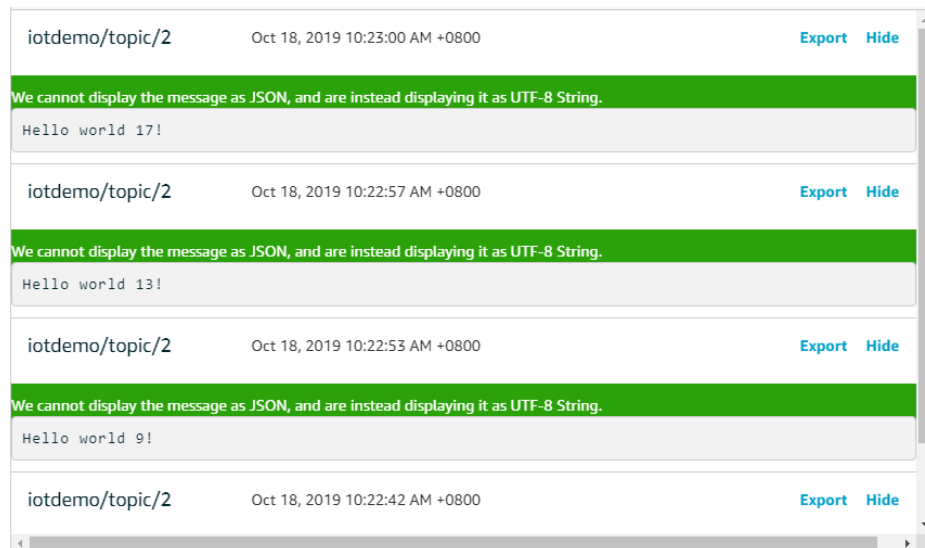 iotdemo/topic/2 Oct 18, 2019 10:23:00 AM +0800 Export Hide
We cannot display the message as JSON, and are instead displaying it as UTF-8 String.
Hello world 17!
iotdemo/topic/2 Oct 18, 2019 10:22:57 AM +0800 Export Hide
We cannot display the message as JSON, and are instead displaying it as UTF-8 String.
Hello world 13!
iotdemo/topic/2 Oct 18, 2019 10:22:53 AM +0800 Export Hide
We cannot display the message as JSON, and are instead displaying it as UTF-8 String.
Hello world 9!
iotdemo/topic/2 Oct 18, 2019 10:22:42 AM +0800 Export Hide